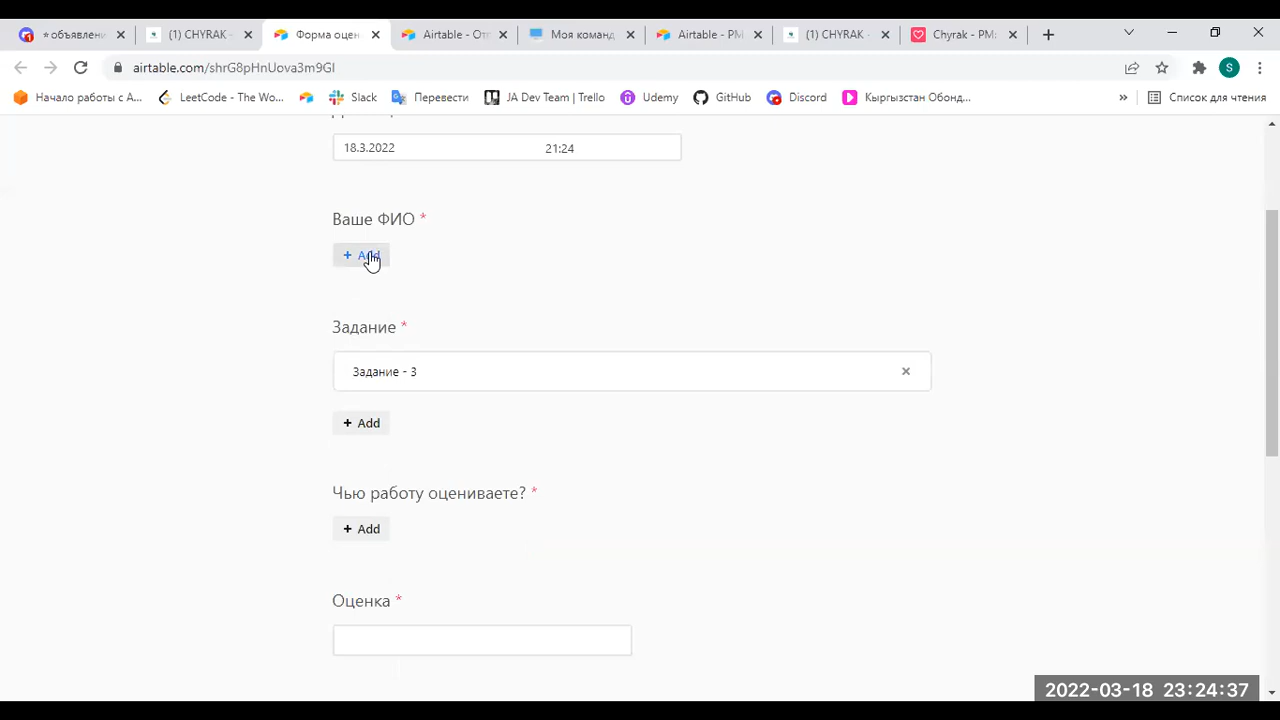 объявлени
(1) CHYRAK -
Форма оцен
Airtable - От
Моя команд
Airtable - PM
(1) CHYRAK -
Chyrak - PM
airtable.com/shrG8pHnUova3m9GI
S
Начало работы с A...
LeetCode - The Wo...
Slack
Перевести
JA Dev Team | Trello
Udemy
GitHub
Discord
Кыргызстан Обонд...
»
Список для чтения
18.3.2022 21:24
Ваше ФИО *
+ Add
Задание *
Задание - 3
+ Add
Чью работу оцениваете? *
+ Add
Оценка *
2022-03-18 23:24:37